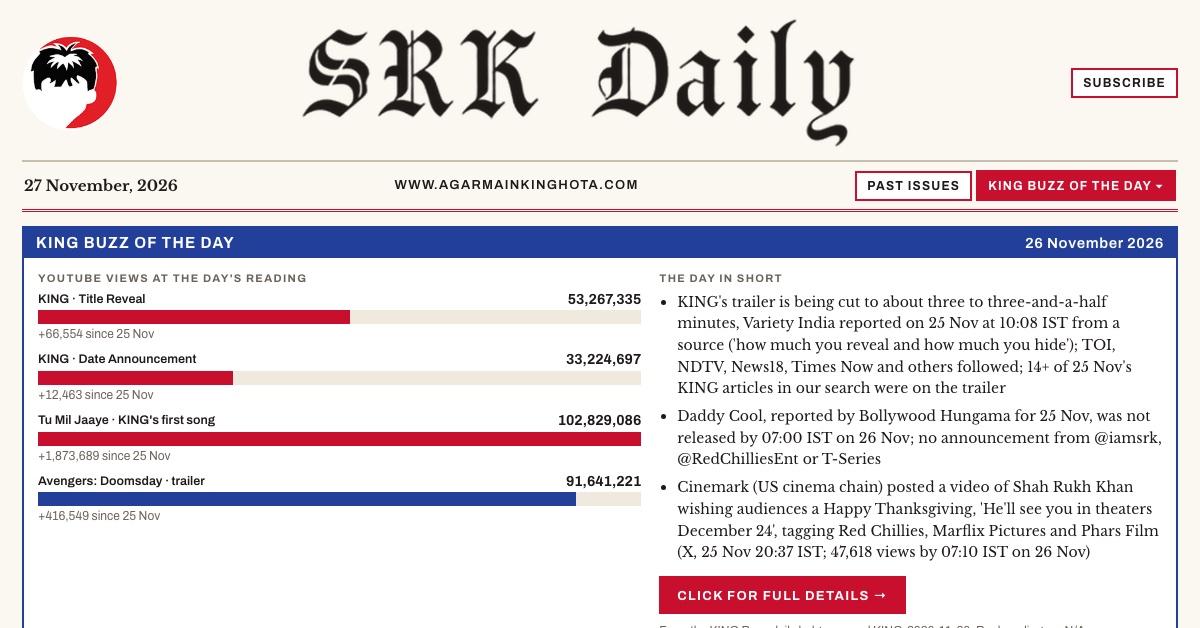 SRK Daily
SUBSCRIBE
27 November, 2026
WWW.AGARMAINKINGHOTA.COM
PAST ISSUES
KING BUZZ OF THE DAY
KING BUZZ OF THE DAY
26 November 2026
YOUTUBE VIEWS AT THE DAY'S READING
KING · Title Reveal 53,267,335
+66,554 since 25 Nov
KING · Date Announcement 33,224,697
+12,463 since 25 Nov
Tu Mil Jaaye · KING's first song 102,829,086
+1,873,689 since 25 Nov
Avengers: Doomsday · trailer 91,641,221
+416,549 since 25 Nov
THE DAY IN SHORT
• KING's trailer is being cut to about three to three-and-a-half
minutes, Variety India reported on 25 Nov at 10:08 IST from a
source ('how much you reveal and how much you hide'); TOI,
NDTV, News18, Times Now and others followed; 14+ of 25 Nov's
KING articles in our search were on the trailer
• Daddy Cool, reported by Bollywood Hungama for 25 Nov, was not
released by 07:00 IST on 26 Nov; no announcement from @iamsrk,
@RedChilliesEnt or T-Series
• Cinemark (US cinema chain) posted a video of Shah Rukh Khan
wishing audiences a Happy Thanksgiving, 'He'll see you in theaters
December 24', tagging Red Chillies, Marflix Pictures and Phars Film
(X, 25 Nov 20:37 IST; 47,618 views by 07:10 IST on 26 Nov)
CLICK FOR FULL DETAILS →